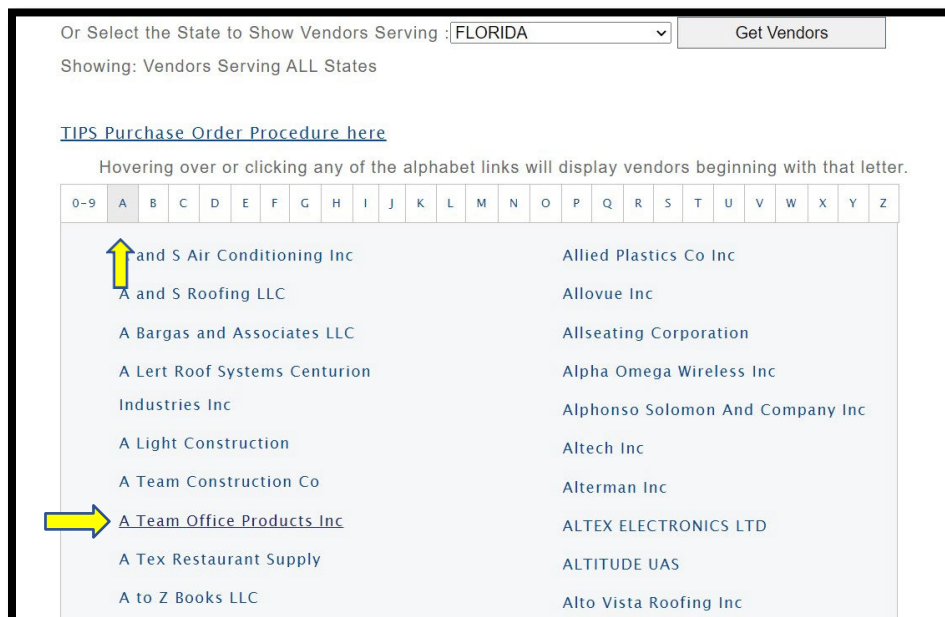 Or Select the State to Show Vendors Serving : FLORIDA Get Vendors
Showing: Vendors Serving ALL States
TIPS Purchase Order Procedure here
Hovering over or clicking any of the alphabet links will display vendors beginning with that letter.
0-9 A B C D E F G H I J K L M N O P Q R S T U V W X Y Z
and S Air Conditioning Inc
A and S Roofing LLC
A Bargas and Associates LLC
A Lert Roof Systems Centurion
Industries Inc
A Light Construction
A Team Construction Co
A Team Office Products Inc
A Tex Restaurant Supply
A to Z Books LLC
Allied Plastics Co Inc
Allovue Inc
Allseating Corporation
Alpha Omega Wireless Inc
Alphonso Solomon And Company Inc
Altech Inc
Alterman Inc
ALTEX ELECTRONICS LTD
ALTITUDE UAS
Alto Vista Roofing Inc